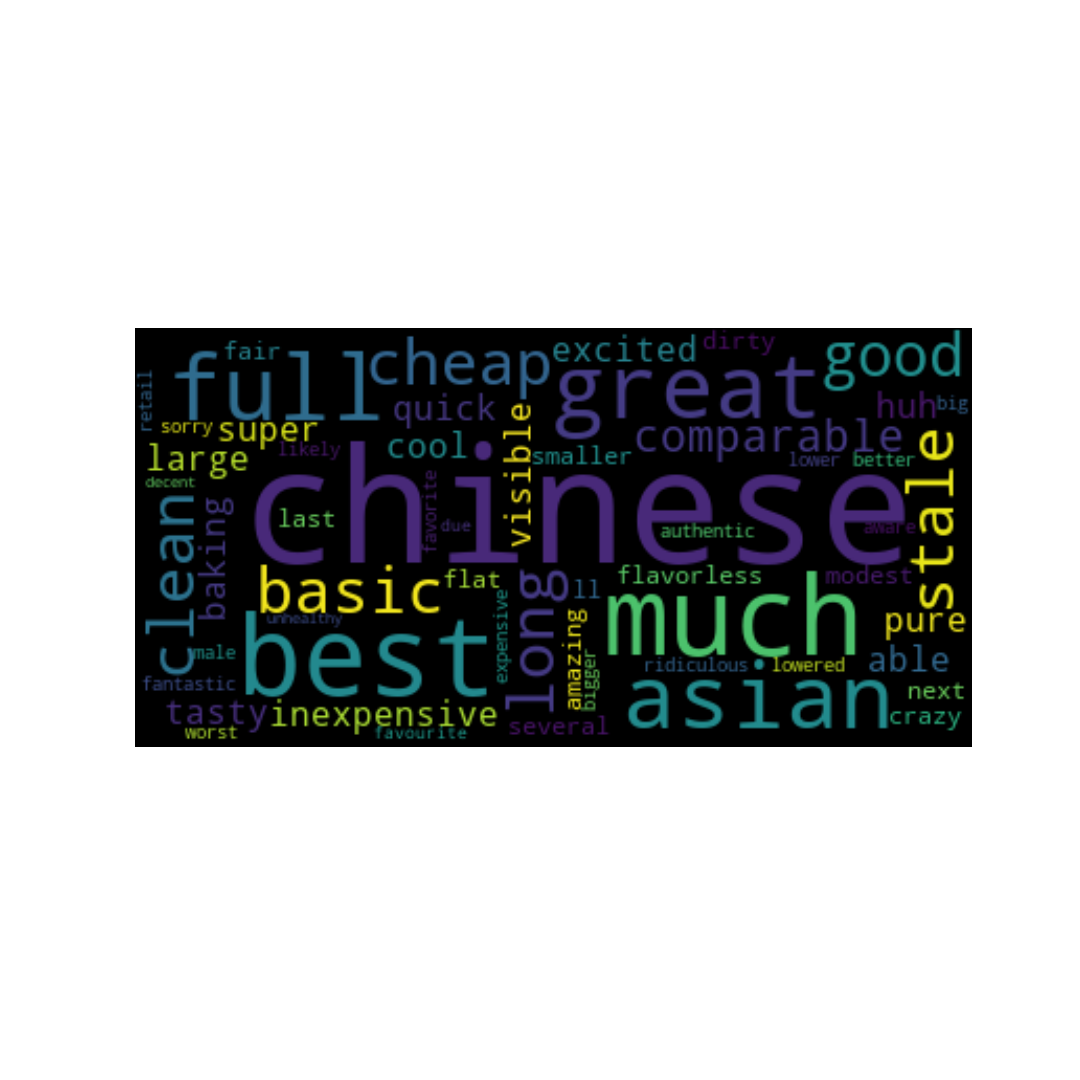 fair
full
cheap
excited
dirty
good
retail
quick
great
huh
big
sorry
super
visible
comparable
large
likely
cool
smaller
lower
better
stale
decent
chinese
clean
baking
last
favorite
due
authentic
aware
basic
flat
long
ll
flavorless
modest
much
pure
unhealthy
best
expensive
amazing
bigger
male
ridiculous
lowered
able
fantastic
asian
next
tasty
inexpensive
several
crazy
worst
favourite